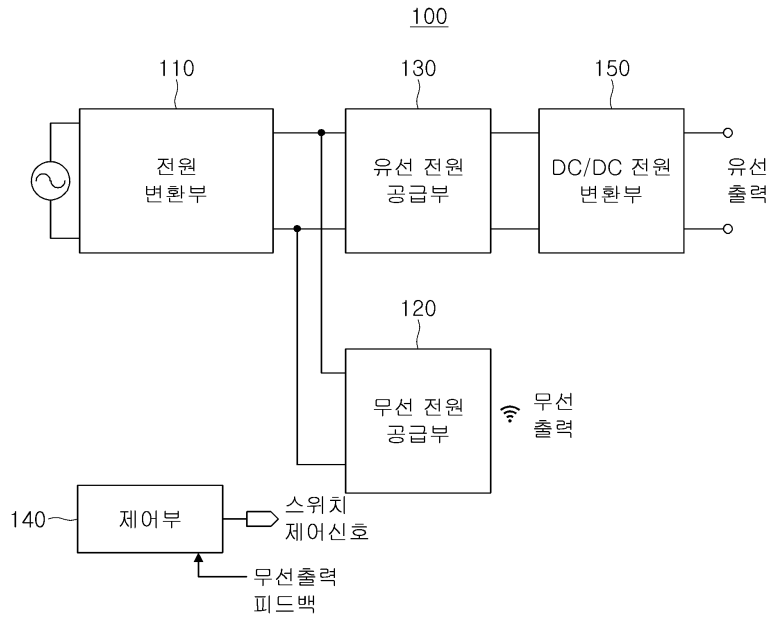 100
110
130
150
전원
변환부
유선 전원
공급부
DC/DC 전원
변환부
유선
출력
120
무선 전원
공급부
무선
출력
140
제어부
스위치
제어신호
무선출력
피드백